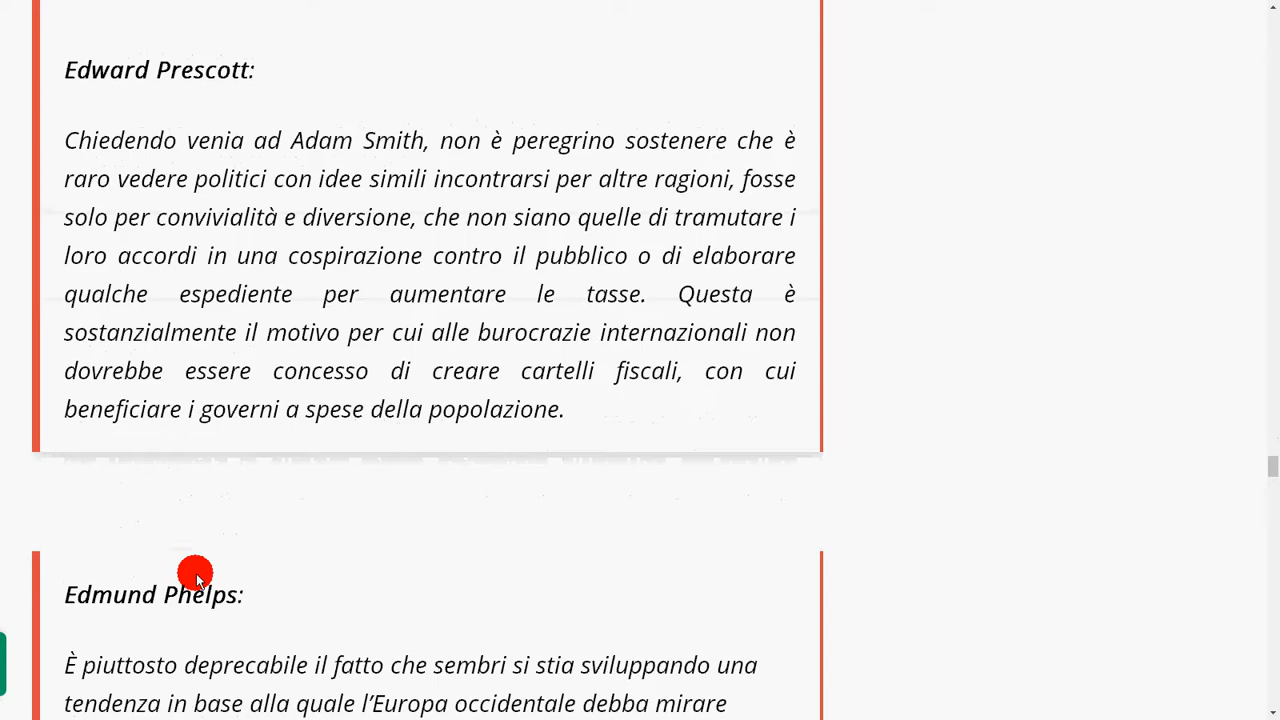 Edward Prescott:
Chiedendo venia ad Adam Smith, non è peregrino sostenere che è
raro vedere politici con idee simili incontrarsi per altre ragioni, fosse
solo per convivialità e diversione, che non siano quelle di tramutare i
loro accordi in una cospirazione contro il pubblico o di elaborare
qualche espediente per aumentare le tasse. Questa è
sostanzialmente il motivo per cui alle burocrazie internazionali non
dovrebbe essere concesso di creare cartelli fiscali, con cui
beneficiare i governi a spese della popolazione.
Edmund Phelps:
È piuttosto deprecabile il fatto che sembri si stia sviluppando una
tendenza in base alla quale l’Europa occidentale debba mirare